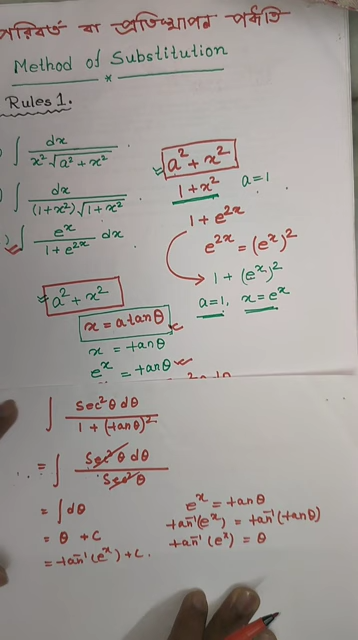 পরিবর্ত বা প্রতিস্থাপন পদ্ধতি
Method of Substitution
Rules 1.
∫ dx / x²√(a² + x²)
∫ dx / (1+x²)√(1+x²)
∫ eˣ / (1 + e²ˣ) dx
a² + x²
1 + x² a = 1
1 + e²ˣ
e²ˣ = (eˣ)²
1 + (eˣ)²
a = 1, x = eˣ
a² + x²
x = a tanθ
x = tanθ
eˣ = tanθ
∫ sec²θ dθ / 1 + (tanθ)²
= ∫ sec²θ dθ / sec²θ
= ∫ dθ
= θ + c
= tan⁻¹(eˣ) + c.
eˣ = tanθ
tan⁻¹(eˣ) = tan⁻¹(tanθ)
tan⁻¹(eˣ) = θ